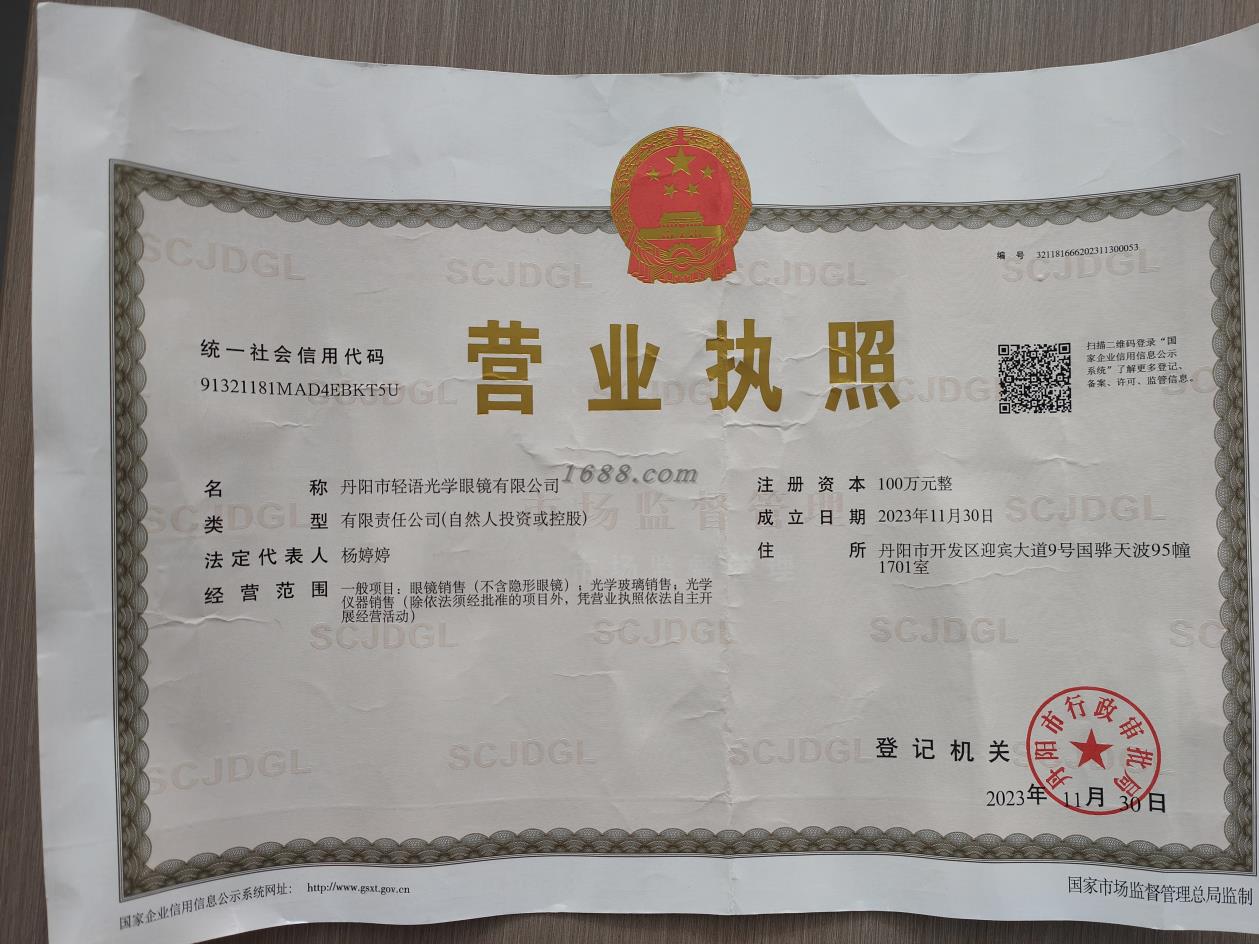 编 号 321181666202311300053
统一社会信用代码
91321181MAD4EBKT5U
营业执照
扫描二维码登录“国
家企业信用信息公示
系统”了解更多登记、
备案、许可、监管信息。
1688.com
名 称 丹阳市轻语光学眼镜有限公司
类 型 有限责任公司(自然人投资或控股)
法定代表人 杨婷婷
经营范围 一般项目：眼镜销售（不含隐形眼镜）；光学玻璃销售；光学
仪器销售（除依法须经批准的项目外，凭营业执照依法自主开
展经营活动）
注册资本 100万元整
成立日期 2023年11月30日
住 所 丹阳市开发区迎宾大道9号国骅天波95幢
1701室
SCJDGL
市场监督管理
登记机关
丹阳市行政审批局
2023年 11月 30日
国家企业信用信息公示系统网址： http://www.gsxt.gov.cn
国家市场监督管理总局监制